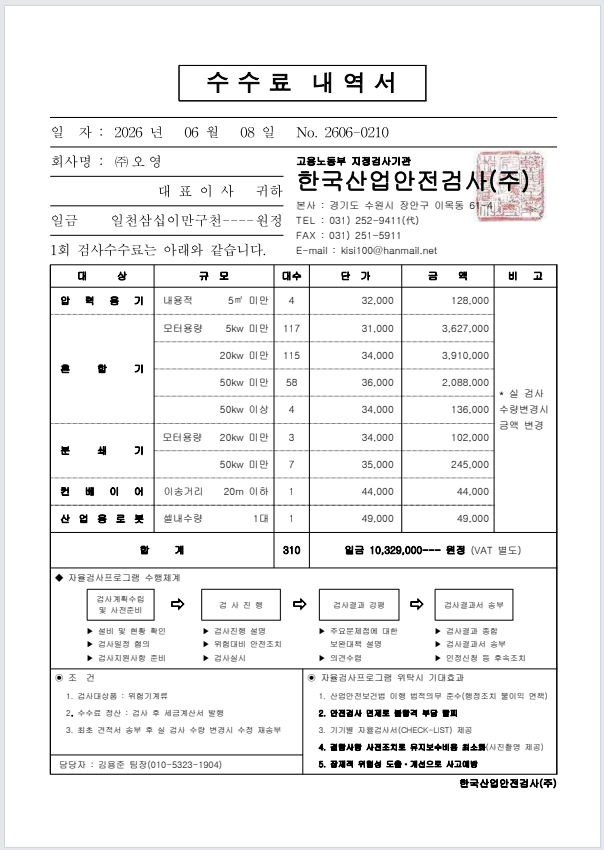 수 수 료 내 역 서
일 자 : 2026 년 06 월 08 일 No. 2606-0210
회사명 : ㈜오영
대 표 이 사 귀하
일금 일천삼십이만구천----원정
1회 검사수수료는 아래와 같습니다.
고용노동부 지정검사기관
한국산업안전검사(주)
본사 : 경기도 수원시 장안구 이목동 61-4
TEL : 031) 252-9411(代)
FAX : 031) 251-5911
E-mail : kisi100@hanmail.net
대 상 규 모 대수 단 가 금 액 비 고
압 력 용 기 내용적 5㎥ 미만 4 32,000 128,000
혼 합 기 모터용량 5kw 미만 117 31,000 3,627,000
20kw 미만 115 34,000 3,910,000
50kw 미만 58 36,000 2,088,000
50kw 이상 4 34,000 136,000
분 쇄 기 모터용량 20kw 미만 3 34,000 102,000
50kw 미만 7 35,000 245,000
컨 베 이 어 이송거리 20m 이하 1 44,000 44,000
산 업 용 로 봇 셀내수량 1대 1 49,000 49,000
* 실 검사
수량변경시
금액 변경
합 계 310 일금 10,329,000--- 원정 (VAT 별도)
◆ 자율검사프로그램 수행체계
검사계획수립
및 사전준비
⇨ 검 사 진 행 ⇨ 검사결과 강평 ⇨ 검사결과서 송부
▶ 설비 및 현황 확인
▶ 검사일정 협의
▶ 검사지원사항 준비
▶ 검사진행 설명
▶ 위험대비 안전조치
▶ 검사실시
▶ 주요문제점에 대한
보완대책 설명
▶ 의견수렴
▶ 검사결과 종합
▶ 검사결과서 송부
▶ 인정신청 등 후속조치
◉ 조 건
1. 검사대상품 : 위험기계류
2. 수수료 정산 : 검사 후 세금계산서 발행
3. 최초 견적서 송부 후 실 검사 수량 변경시 수정 재송부
담당자 : 김용준 팀장(010-5323-1904)
◉ 자율검사프로그램 위탁시 기대효과
1. 산업안전보건법 이행 법적의무 준수(행정조치 불이익 면책)
2. 안전검사 면제로 불합격 부담 탈피
3. 기기별 자율검사서(CHECK-LIST) 제공
4. 결함사항 사전조치로 유지보수비용 최소화(사진촬영 제공)
5. 잠재적 위험성 도출·개선으로 사고예방
한국산업안전검사(주)